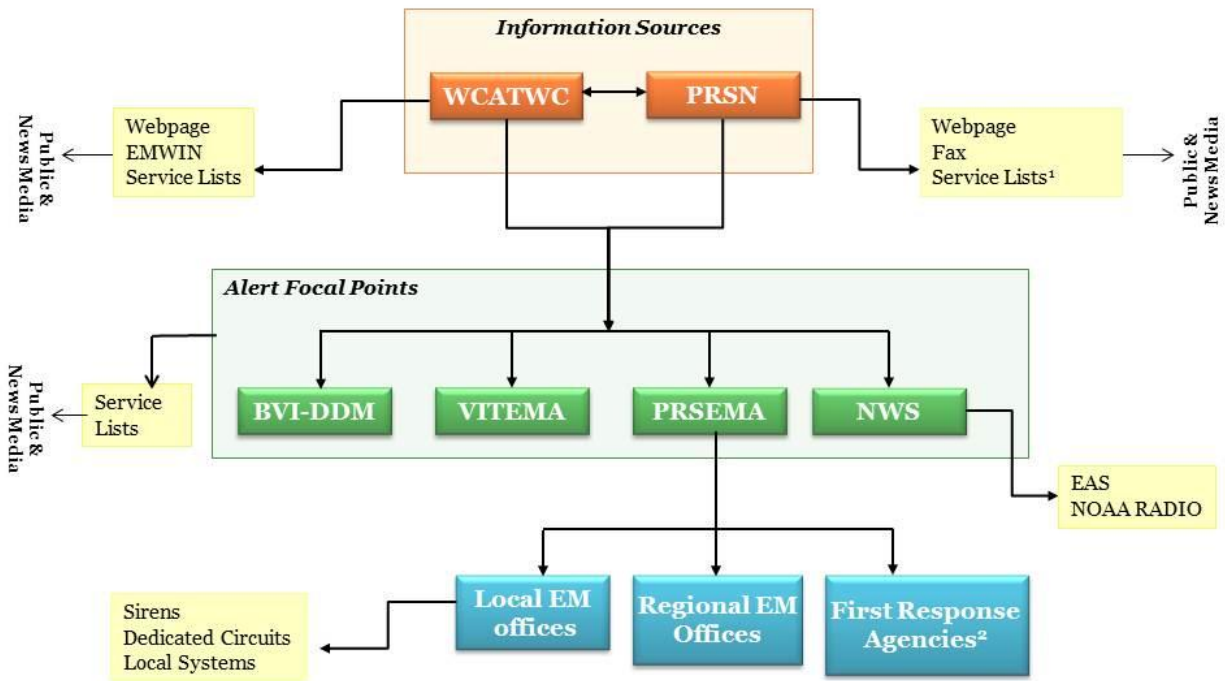 Information Sources
WCATWC
PRSN
Public &
News Media
Webpage
EMWIN
Service Lists
Webpage
Fax
Service Lists¹
Public &
News Media
Alert Focal Points
Public &
News Media
Service
Lists
BVI-DDM
VITEMA
PRSEMA
NWS
EAS
NOAA RADIO
Sirens
Dedicated Circuits
Local Systems
Local EM
offices
Regional EM
Offices
First Response
Agencies²